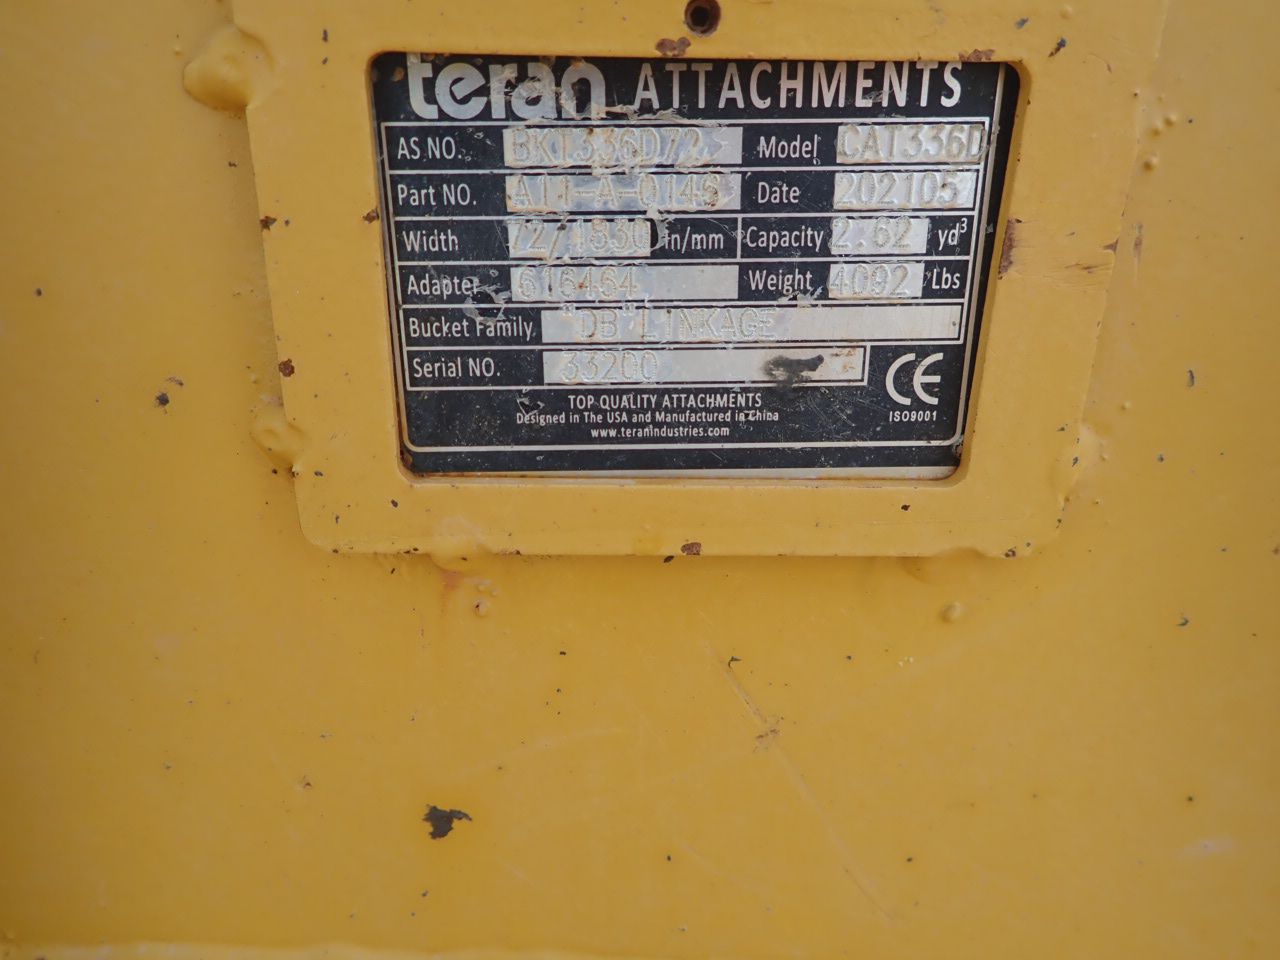 teran ATTACHMENTS
AS NO. BKT336D72 Model CAT336D
Part NO. A11-A-0146 Date 202105
Width 72/1830 In/mm Capacity 2.62 yd³
Adapter 616464 Weight 4092 Lbs
Bucket Family "DB"LINKAGE
Serial NO. 33200
CE
ISO9001
TOP QUALITY ATTACHMENTS
Designed in The USA and Manufactured in China
www.teranindustries.com